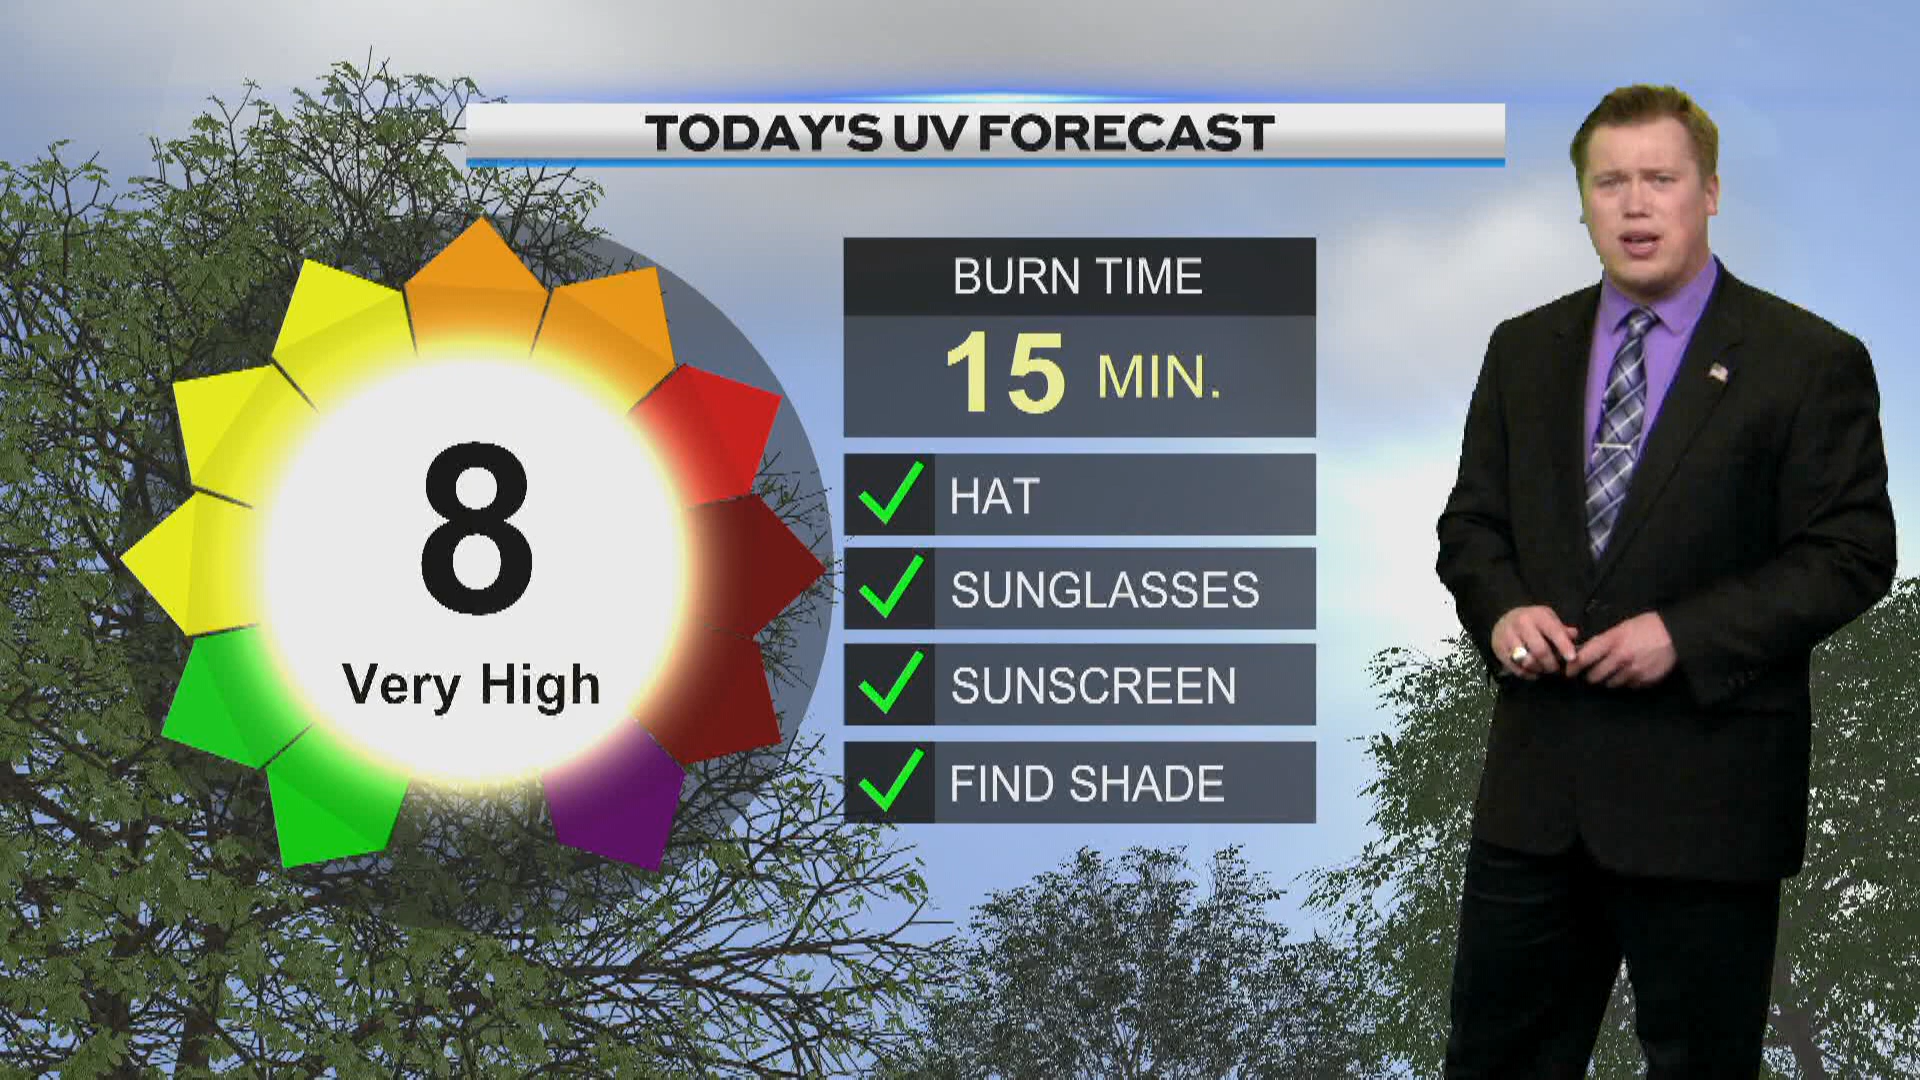 TODAY'S UV FORECAST
8
Very High
BURN TIME
15 MIN.
HAT
SUNGLASSES
SUNSCREEN
FIND SHADE